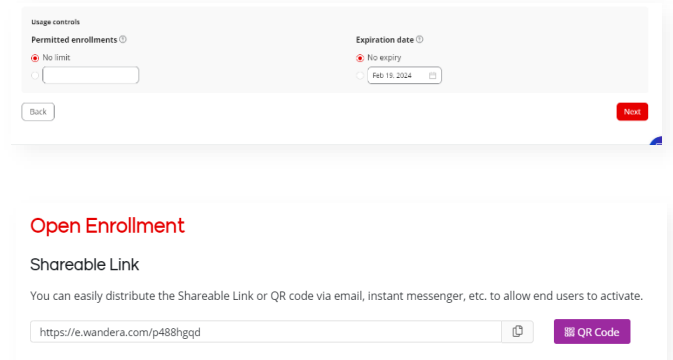 Usage controls
Permitted enrollments ?
Expiration date ?
No limit
No expiry
Feb 19, 2024
Back
Next
Open Enrollment
Shareable Link
You can easily distribute the Shareable Link or QR code via email, instant messenger, etc. to allow end users to activate.
https://e.wandera.com/p488hgqd
QR Code